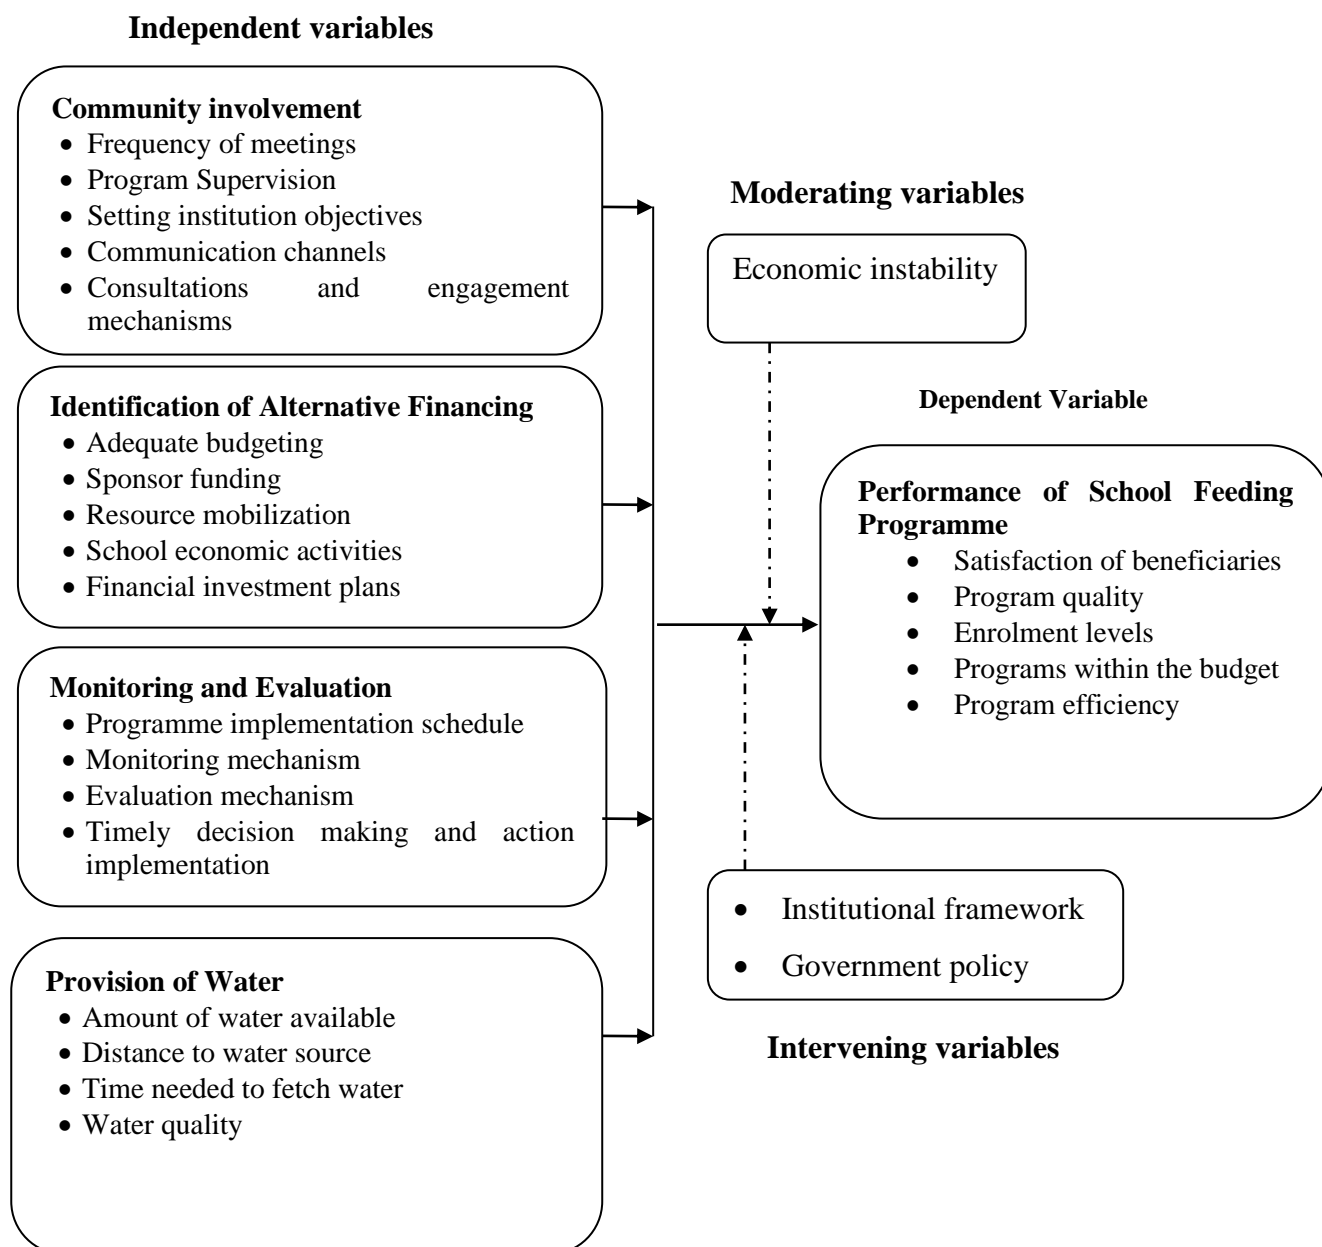 Independent variables
Community involvement
• Frequency of meetings
• Program Supervision
• Setting institution objectives
• Communication channels
• Consultations and engagement
mechanisms
Identification of Alternative Financing
• Adequate budgeting
• Sponsor funding
• Resource mobilization
• School economic activities
• Financial investment plans
Monitoring and Evaluation
• Programme implementation schedule
• Monitoring mechanism
• Evaluation mechanism
• Timely decision making and action
implementation
Provision of Water
• Amount of water available
• Distance to water source
• Time needed to fetch water
• Water quality
Moderating variables
Economic instability
Dependent Variable
Performance of School Feeding
Programme
• Satisfaction of beneficiaries
• Program quality
• Enrolment levels
• Programs within the budget
• Program efficiency
• Institutional framework
• Government policy
Intervening variables